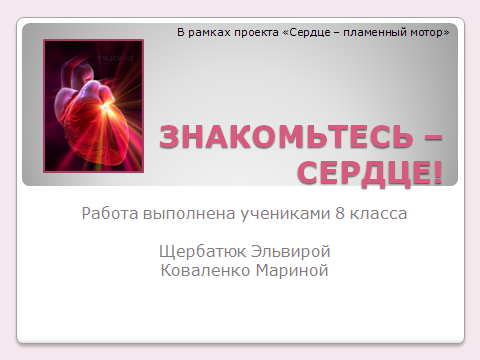 В рамках проекта «Сердце – пламенный мотор»
ЗНАКОМЬТЕСЬ –
СЕРДЦЕ!
Работа выполнена учениками 8 класса
Щербатюк Эльвирой
Коваленко Мариной